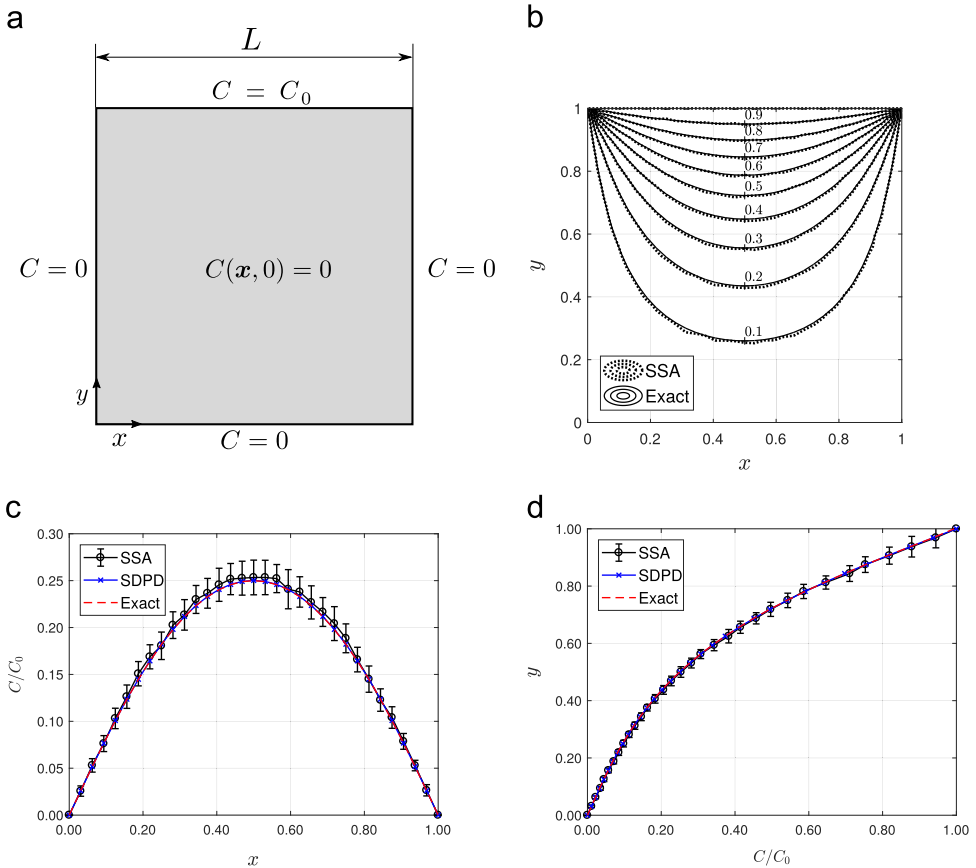 a
L
C = C₀
C = 0
C(x, 0) = 0
C = 0
y
x
C = 0
b
1
0.8
0.6
0.4
0.2
0
y
0.9
0.8
0.7
0.6
0.5
0.4
0.3
0.2
0.1
SSA
Exact
0
0.2
0.4
0.6
0.8
1
x
c
0.30
0.25
0.20
0.15
0.10
0.05
0.00
C/C₀
SSA
SDPD
Exact
0.00
0.20
0.40
0.60
0.80
1.00
x
d
1.00
0.80
0.60
0.40
0.20
0.00
y
SSA
SDPD
Exact
0.00
0.20
0.40
0.60
0.80
1.00
C/C₀